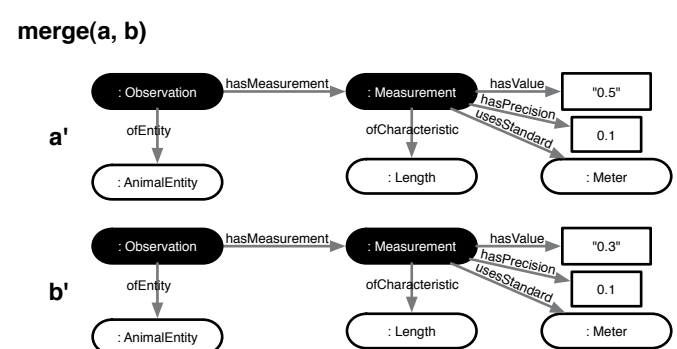 merge(a, b)
: Observation
hasMeasurement
: Measurement
hasValue
"0.5"
hasPrecision
0.1
usesStandard
ofEntity
ofCharacteristic
a'
: AnimalEntity
: Length
: Meter
: Observation
hasMeasurement
: Measurement
hasValue
"0.3"
hasPrecision
0.1
usesStandard
ofEntity
ofCharacteristic
b'
: AnimalEntity
: Length
: Meter